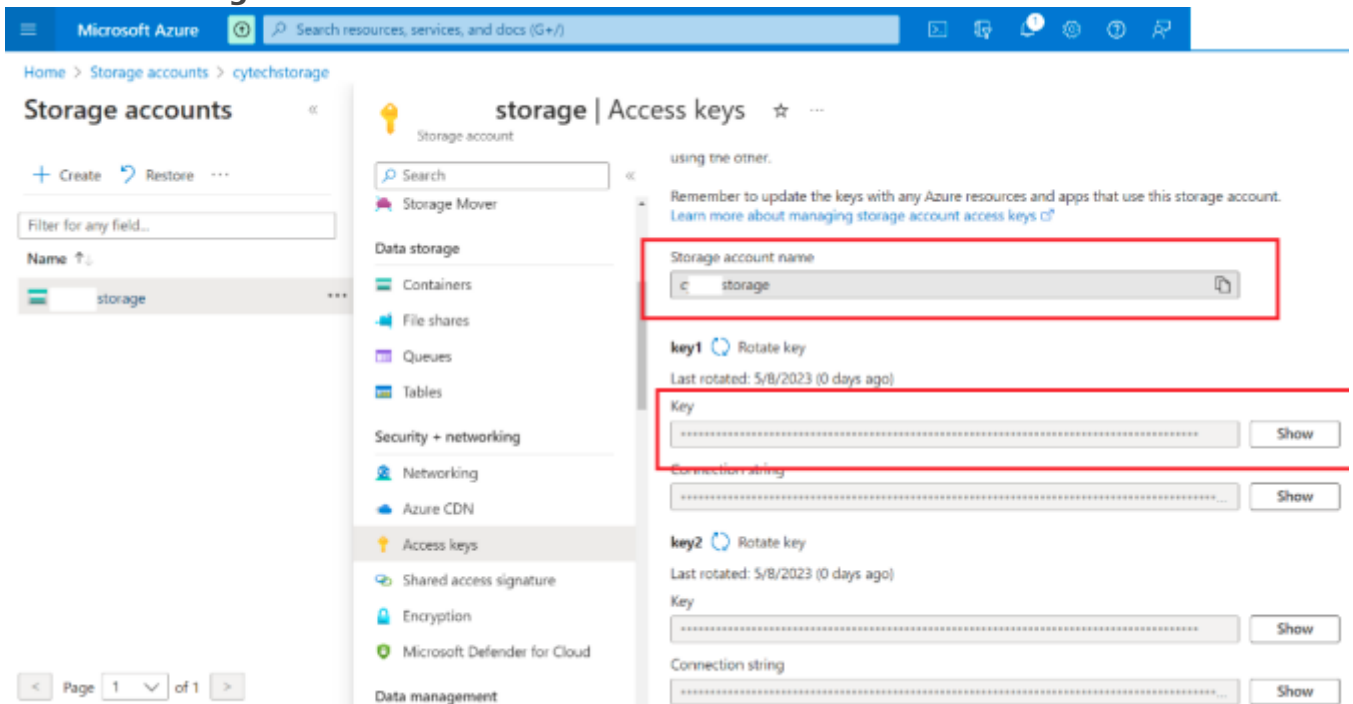 Microsoft Azure
Search resources, services, and docs (G+/)
1
Home > Storage accounts > cytechstorage
Storage accounts
«
+ Create
Restore
...
Filter for any field...
Name ↑↓
storage
...
< Page 1 of 1 >
storage | Access keys ☆ ...
Storage account
Search
«
Storage Mover
Data storage
Containers
File shares
Queues
Tables
Security + networking
Networking
Azure CDN
Access keys
Shared access signature
Encryption
Microsoft Defender for Cloud
Data management
using the other.
Remember to update the keys with any Azure resources and apps that use this storage account.
Learn more about managing storage account access keys
Storage account name
c storage
key1 Rotate key
Last rotated: 5/8/2023 (0 days ago)
Key
Show
Connection string
Show
key2 Rotate key
Last rotated: 5/8/2023 (0 days ago)
Key
Show
Connection string
Show